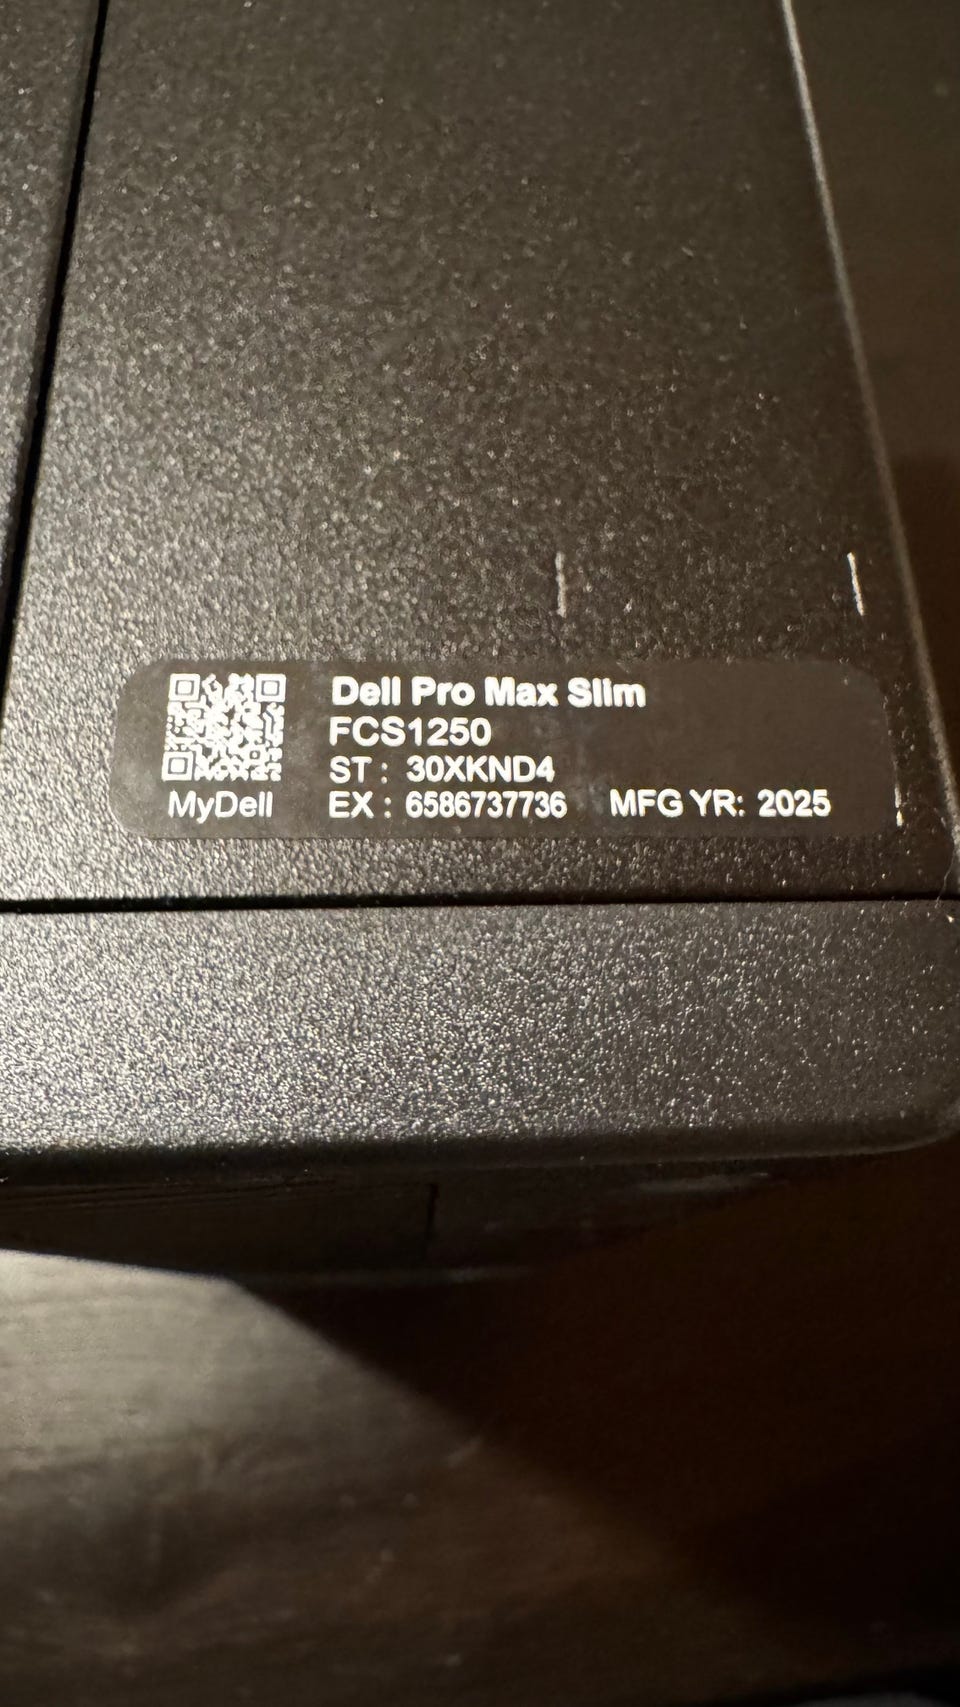 Dell Pro Max Slim
FCS1250
ST : 30XKND4
EX : 6586737736 MFG YR: 2025
MyDell